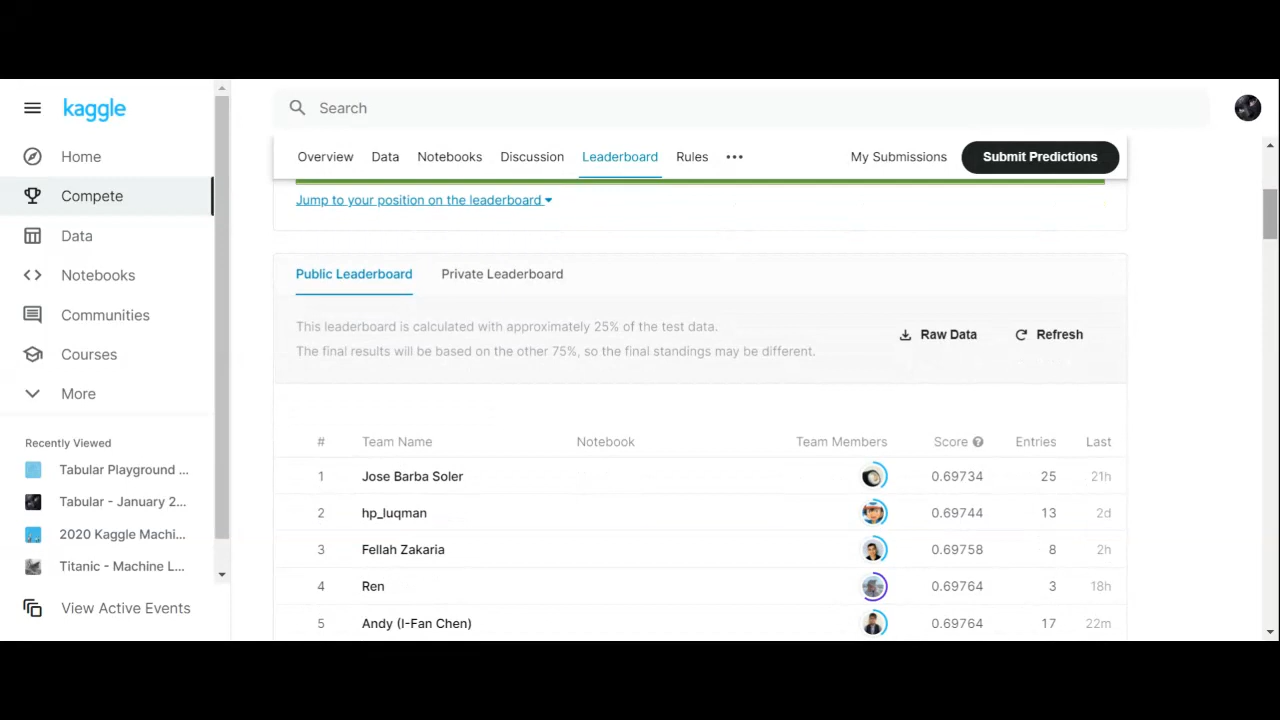 kaggle
Search
Home
Compete
Data
Notebooks
Communities
Courses
More
Recently Viewed
Tabular Playground ...
Tabular - January 2...
2020 Kaggle Machi...
Titanic - Machine L...
View Active Events
Overview Data Notebooks Discussion Leaderboard Rules ••• My Submissions Submit Predictions
Jump to your position on the leaderboard
Public Leaderboard Private Leaderboard
This leaderboard is calculated with approximately 25% of the test data.
The final results will be based on the other 75%, so the final standings may be different.
Raw Data Refresh
# Team Name Notebook Team Members Score ? Entries Last
1 Jose Barba Soler 0.69734 25 21h
2 hp_luqman 0.69744 13 2d
3 Fellah Zakaria 0.69758 8 2h
4 Ren 0.69764 3 18h
5 Andy (I-Fan Chen) 0.69764 17 22m